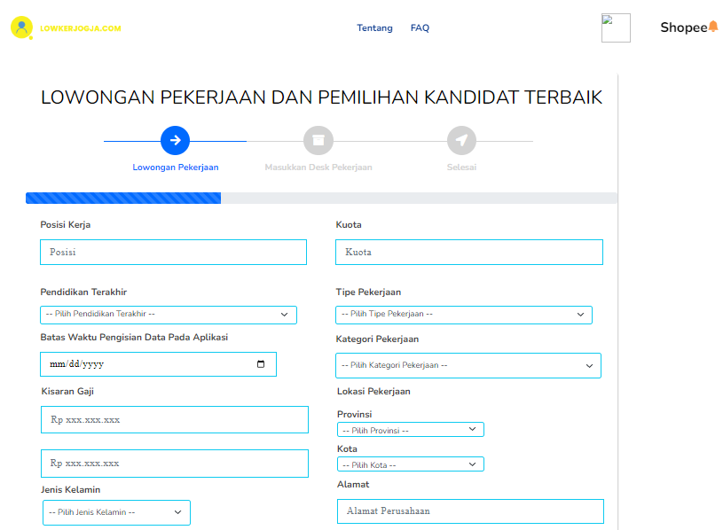 LOWKERJOGJA.COM
Tentang FAQ
Shopee
LOWONGAN PEKERJAAN DAN PEMILIHAN KANDIDAT TERBAIK
Lowongan Pekerjaan Masukkan Desk Pekerjaan Selesai
Posisi Kerja Kuota
Posisi Kuota
Pendidikan Terakhir Tipe Pekerjaan
-- Pilih Pendidikan Terakhir -- -- Pilih Tipe Pekerjaan --
Batas Waktu Pengisian Data Pada Aplikasi Kategori Pekerjaan
mm/dd/yyyy -- Pilih Kategori Pekerjaan --
Kisaran Gaji Lokasi Pekerjaan
Rp xxx.xxx.xxx
Provinsi
-- Pilih Provinsi --
Kota
Rp xxx.xxx.xxx -- Pilih Kota --
Jenis Kelamin Alamat
-- Pilih Jenis Kelamin -- Alamat Perusahaan